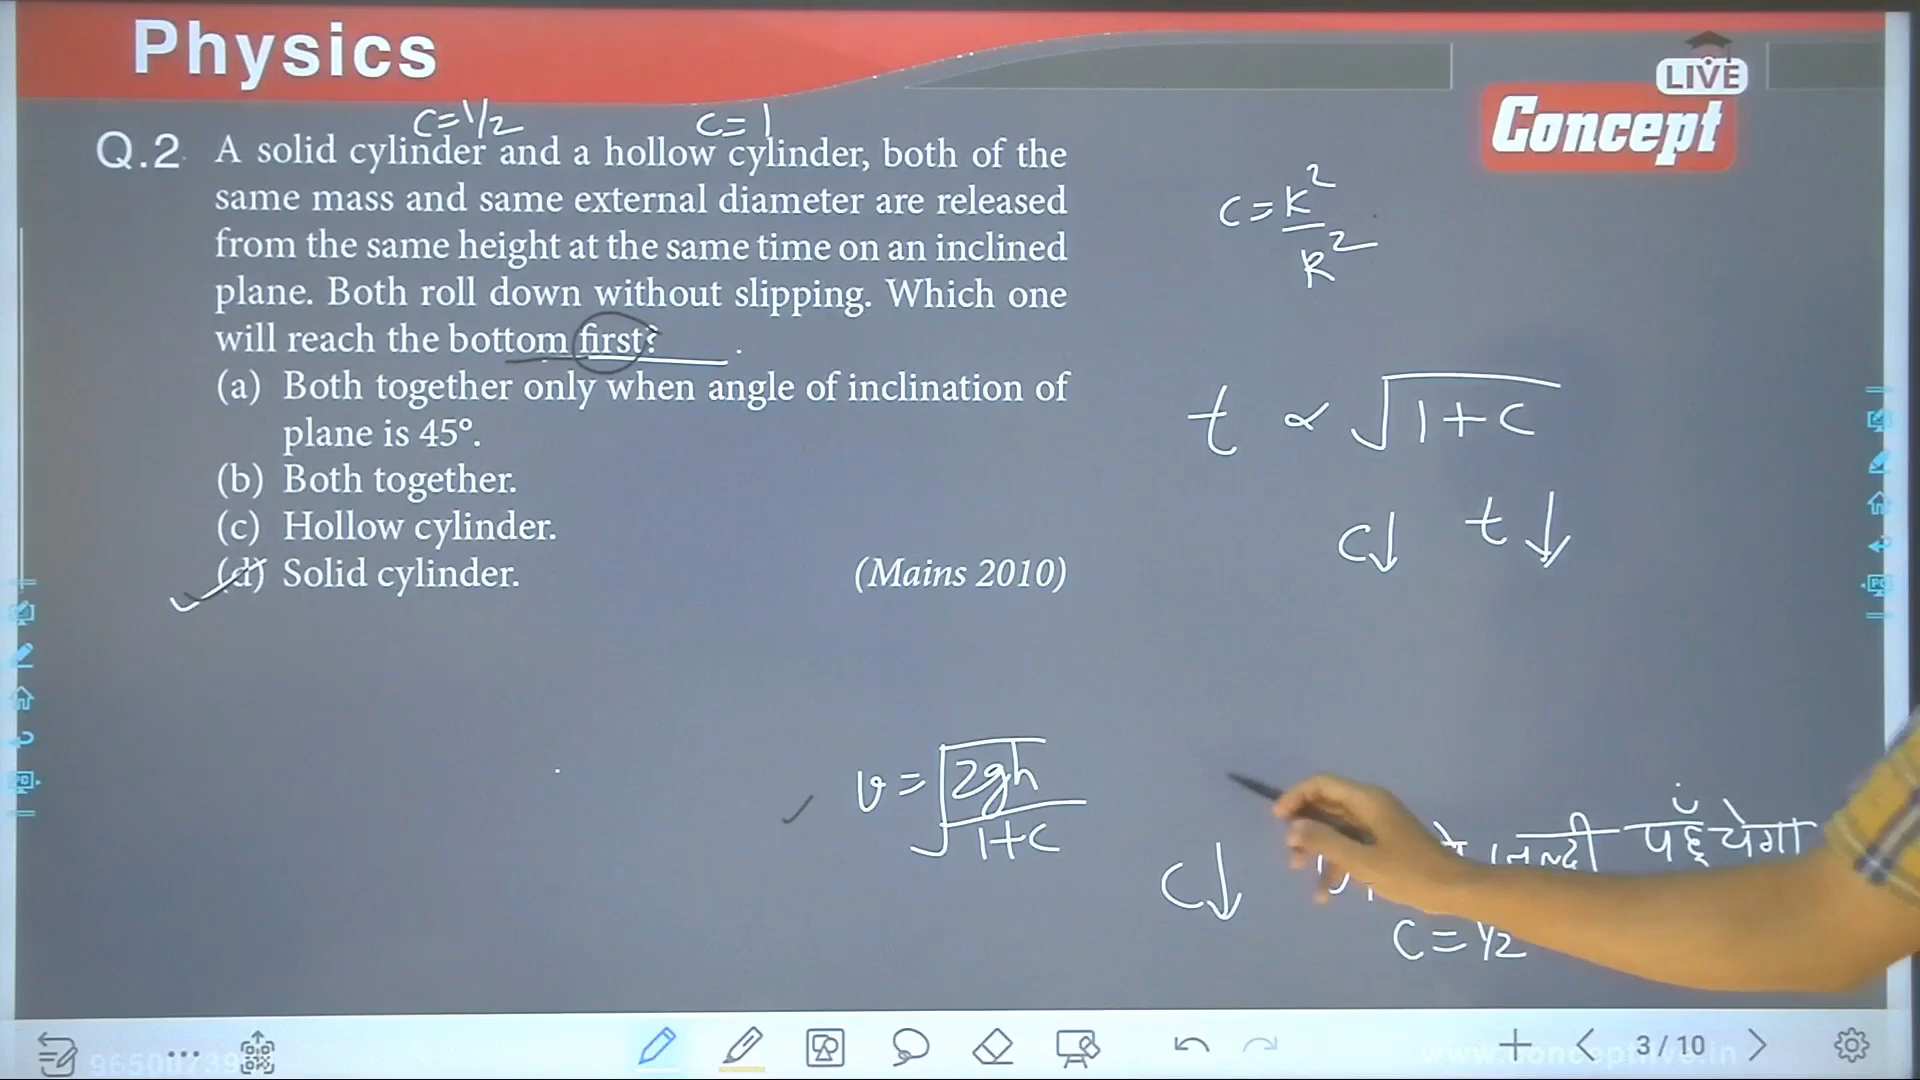 Physics
LIVE
Concept
C=1/2
C=1
Q.2 A solid cylinder and a hollow cylinder, both of the
same mass and same external diameter are released
from the same height at the same time on an inclined
plane. Both roll down without slipping. Which one
will reach the bottom first?
(a) Both together only when angle of inclination of
plane is 45°.
(b) Both together.
(c) Hollow cylinder.
(d) Solid cylinder. (Mains 2010)
C = K²/R²
t ∝ √1+C
C↓ t↓
v = √2gh/1+C
पहुंचेगा
C↓
C = 1/2
3 / 10